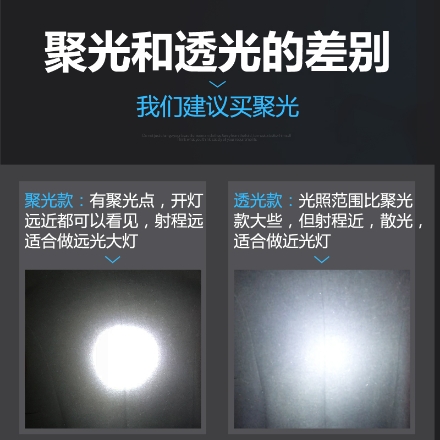 聚光和透光的差别
我们建议买聚光
聚光款：有聚光点，开灯
远近都可以看见，射程远
适合做远光大灯
透光款：光照范围比聚光
款大些，但射程近，散光，
适合做近光灯